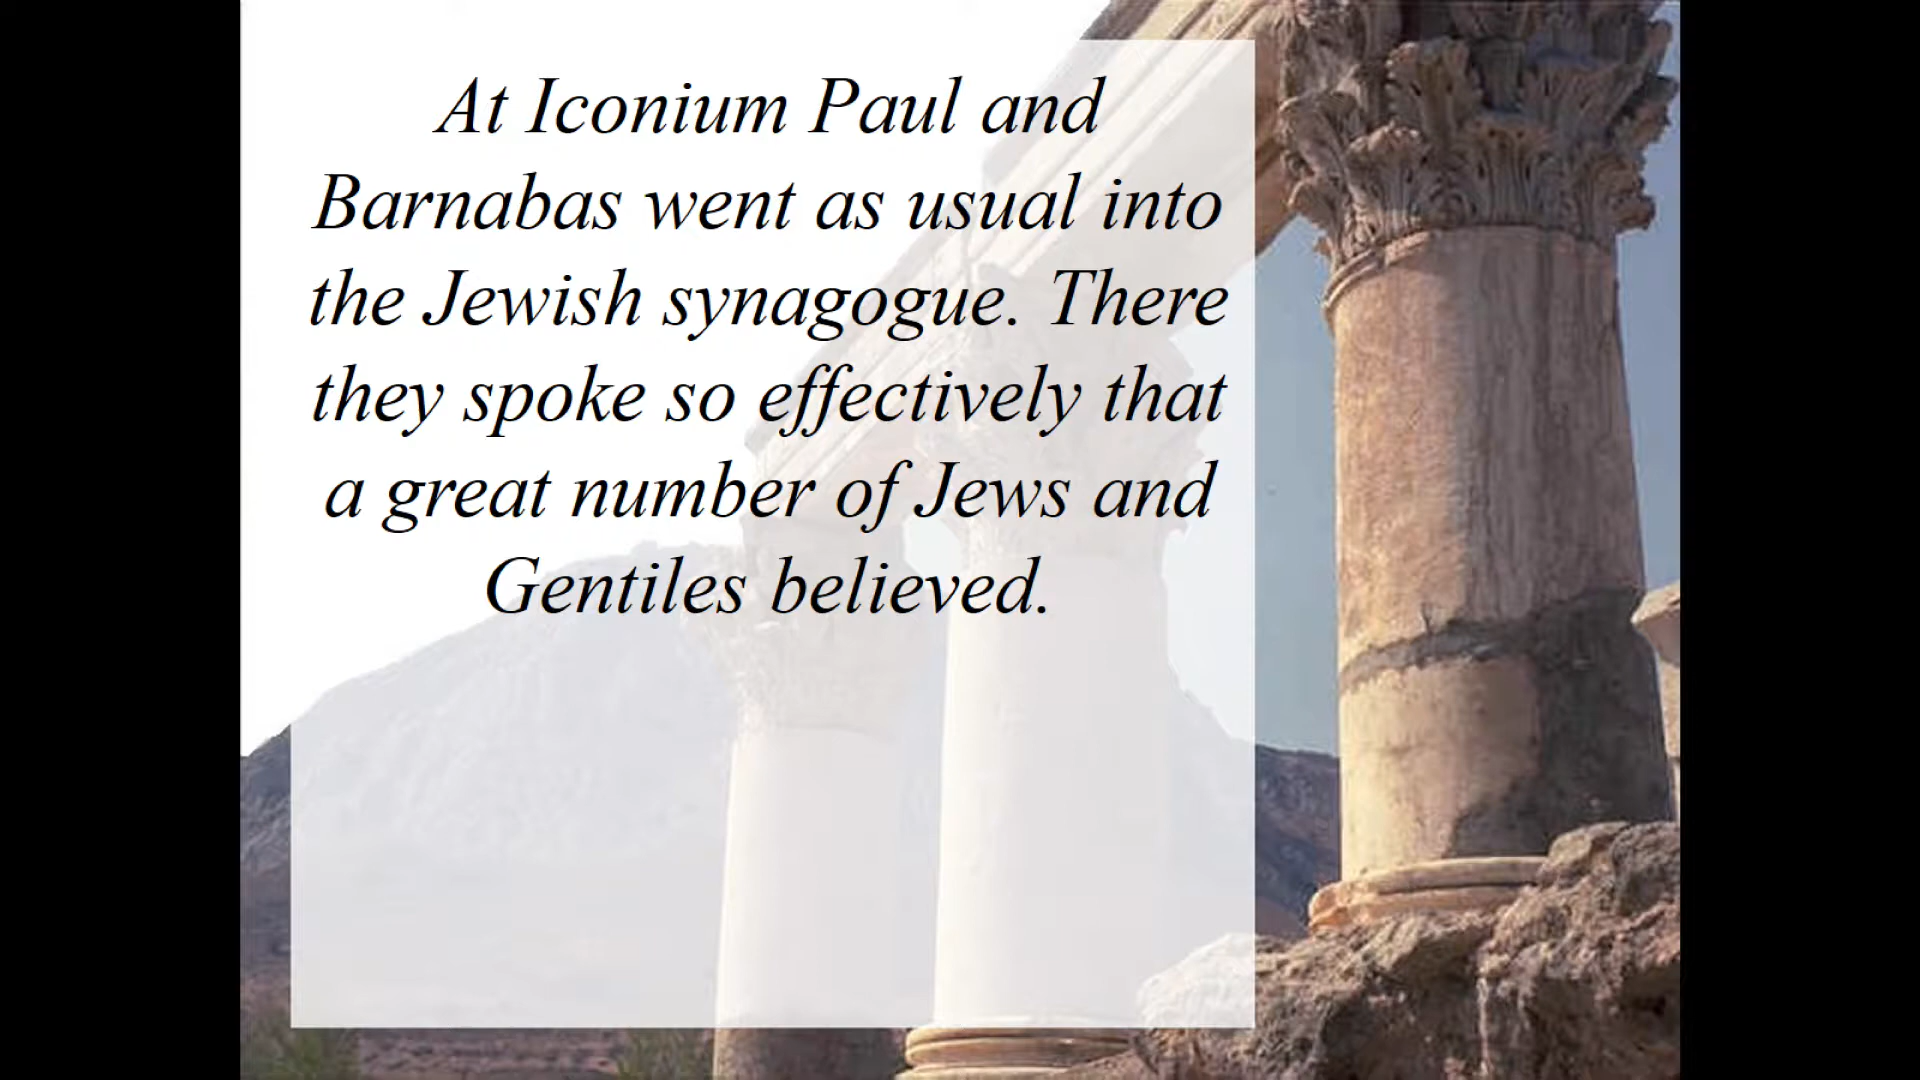 At Iconium Paul and
Barnabas went as usual into
the Jewish synagogue. There
they spoke so effectively that
a great number of Jews and
Gentiles believed.